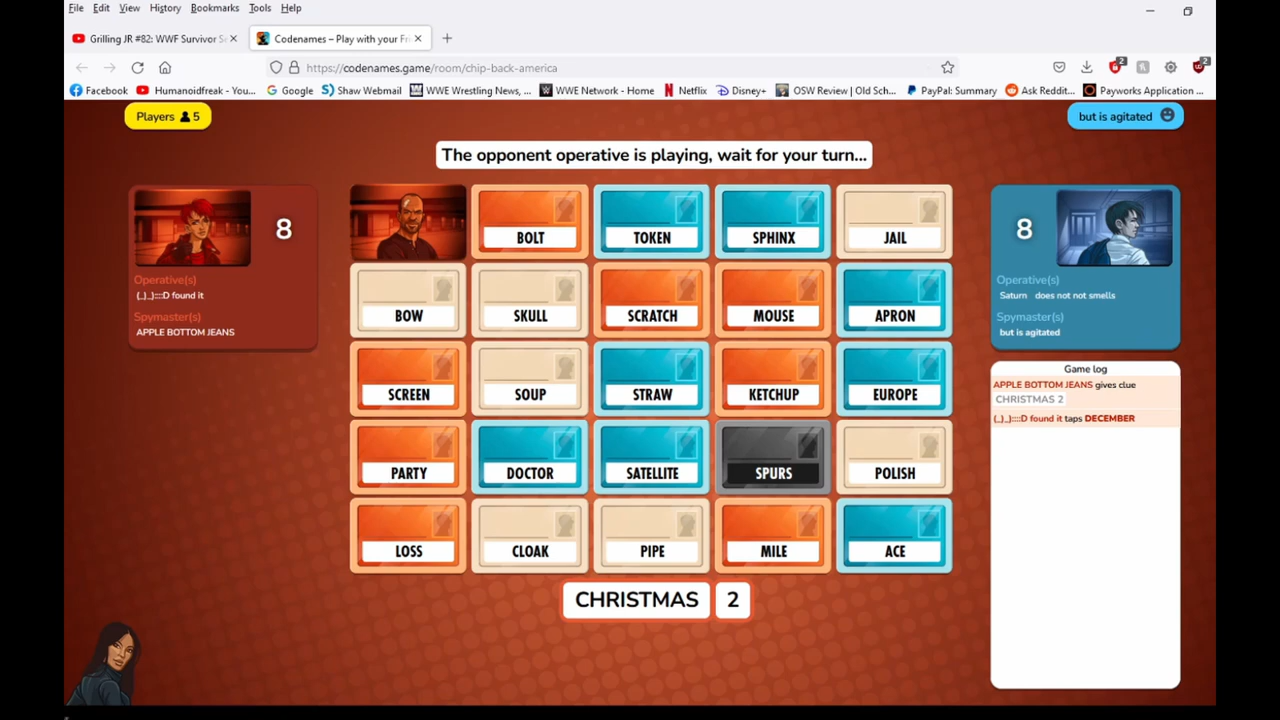 File Edit View History Bookmarks Tools Help
Grilling JR #82: WWF Survivor Se
Codenames – Play with your Fri
https://codenames.game/room/chip-back-america
2
2
Facebook Humanoidfreak - You... Google Shaw Webmail WWE Wrestling News, ... WWE Network - Home Netflix Disney+ OSW Review | Old Sch... PayPal: Summary Ask Reddit... Payworks Application ...
Players 5
but is agitated
The opponent operative is playing, wait for your turn...
8
Operative(s)
(_)_):::::D found it
Spymaster(s)
APPLE BOTTOM JEANS
BOLT TOKEN SPHINX JAIL
BOW SKULL SCRATCH MOUSE APRON
SCREEN SOUP STRAW KETCHUP EUROPE
PARTY DOCTOR SATELLITE SPURS POLISH
LOSS CLOAK PIPE MILE ACE
CHRISTMAS 2
8
Operative(s)
Saturn does not not smells
Spymaster(s)
but is agitated
Game log
APPLE BOTTOM JEANS gives clue
CHRISTMAS 2
(_)_):::::D found it taps DECEMBER